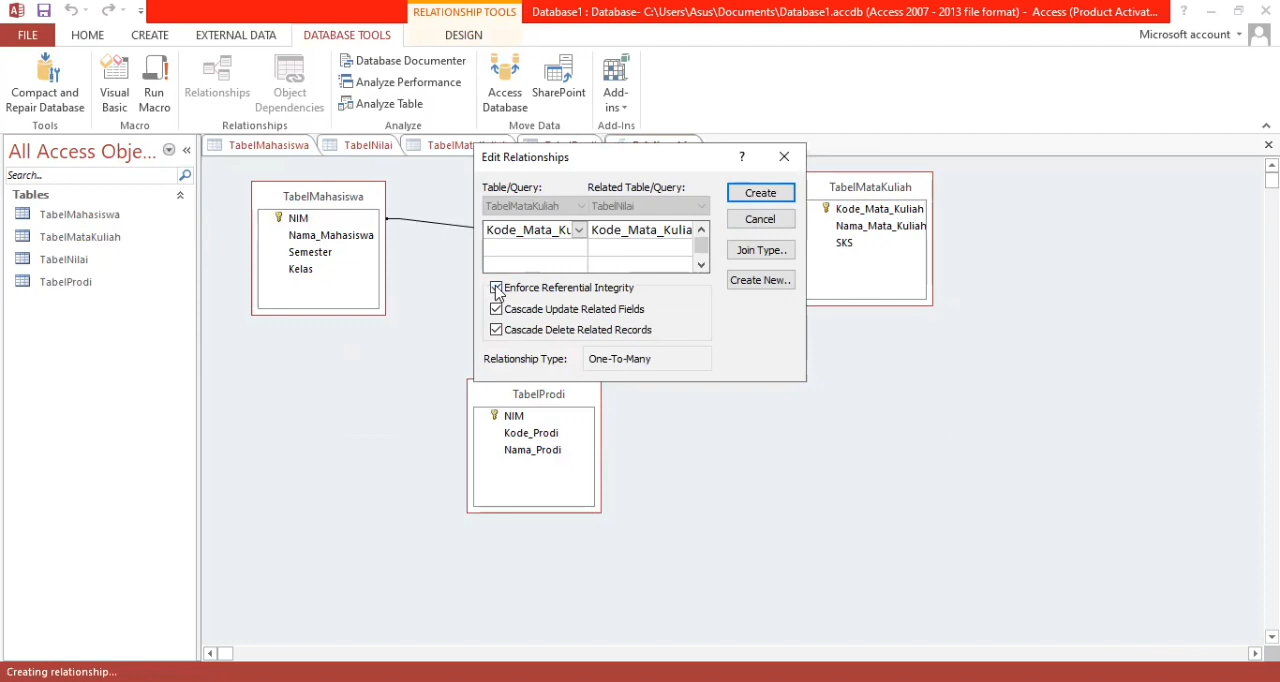 RELATIONSHIP TOOLS
Database1 : Database- C:\Users\Asus\Documents\Database1.accdb (Access 2007 - 2013 file format) - Access (Product Activat...
FILE
HOME
CREATE
EXTERNAL DATA
DATABASE TOOLS
DESIGN
Microsoft account
Compact and
Repair Database
Visual
Basic
Run
Macro
Relationships
Object
Dependencies
Database Documenter
Analyze Performance
Analyze Table
Access
Database
SharePoint
Add-
ins
Tools
Macro
Relationships
Analyze
Move Data
Add-Ins
All Access Obje...
Search...
Tables
TabelMahasiswa
TabelMataKuliah
TabelNilai
TabelProdi
TabelMahasiswa
TabelNilai
Edit Relationships
Table/Query:
Related Table/Query:
TabelMataKuliah
TabelNilai
Kode_Mata_Ku
Kode_Mata_Kulia
Enforce Referential Integrity
Cascade Update Related Fields
Cascade Delete Related Records
Relationship Type:
One-To-Many
Create
Cancel
Join Type..
Create New..
TabelMahasiswa
NIM
Nama_Mahasiswa
Semester
Kelas
TabelMataKuliah
Kode_Mata_Kuliah
Nama_Mata_Kuliah
SKS
TabelProdi
NIM
Kode_Prodi
Nama_Prodi
Creating relationship...